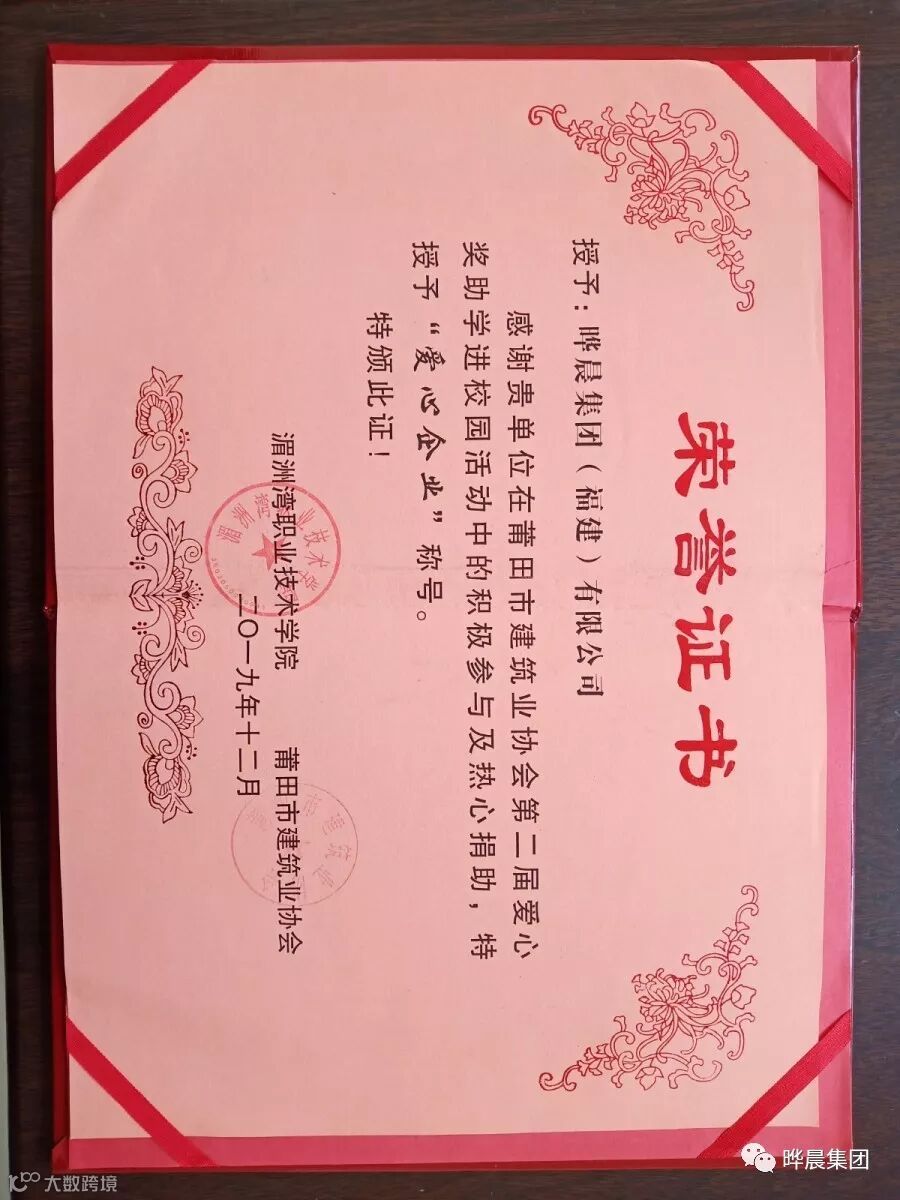 荣誉证书
授予：晔晨集团（福建）有限公司
感谢贵单位在莆田市建筑业协会第二届爱心
奖助学进校园活动中的积极参与及热心捐助，特
授予“爱心企业”称号。
特颁此证！
湄洲湾职业技术学院 莆田市建筑业协会
二〇一九年十二月
晔晨集团
大数跨境